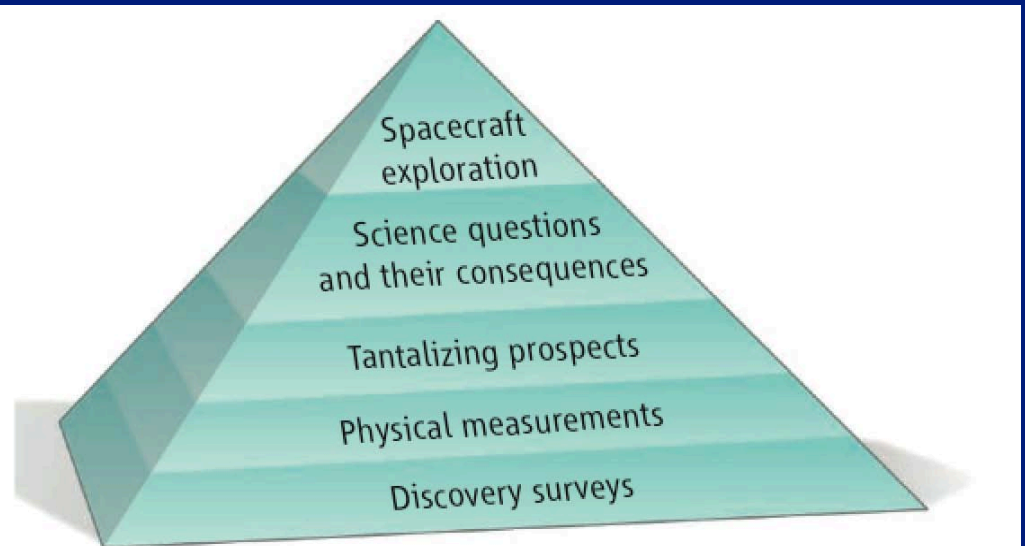 Spacecraft
exploration
Science questions
and their consequences
Tantalizing prospects
Physical measurements
Discovery surveys